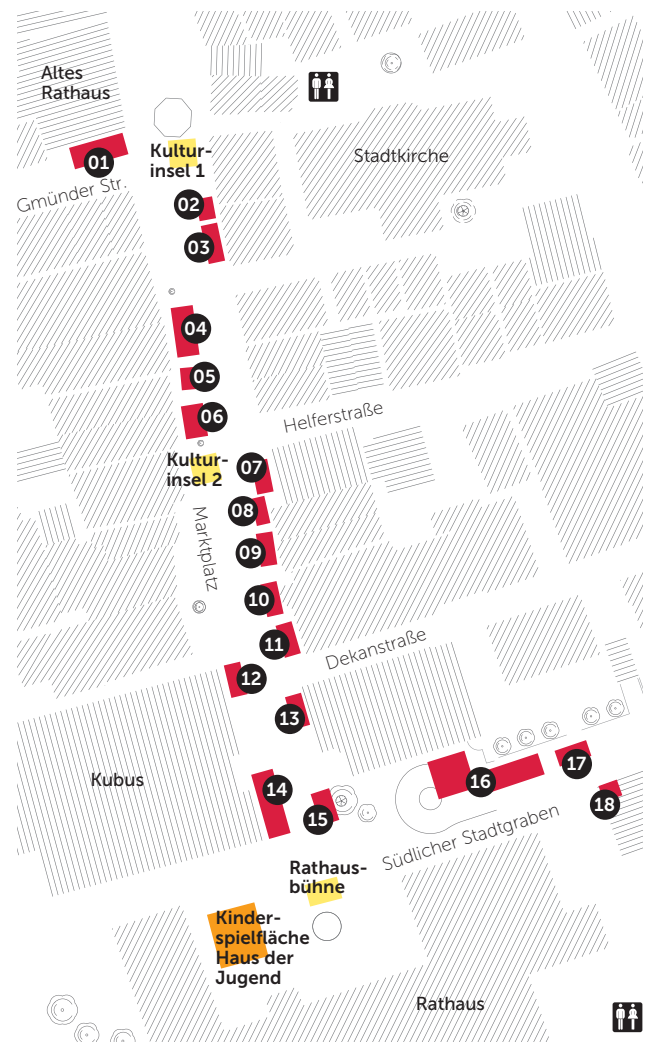 Altes
Rathaus
01
Kultur-
insel 1
Stadtkirche
Gmünder Str.
02
03
04
05
06
Helferstraße
Kultur-
insel 2
07
08
Marktplatz
09
10
11
Dekanstraße
12
13
Kubus
14
15
16
17
18
Südlicher Stadtgraben
Rathaus-
bühne
Kinder-
spielfläche
Haus der
Jugend
Rathaus